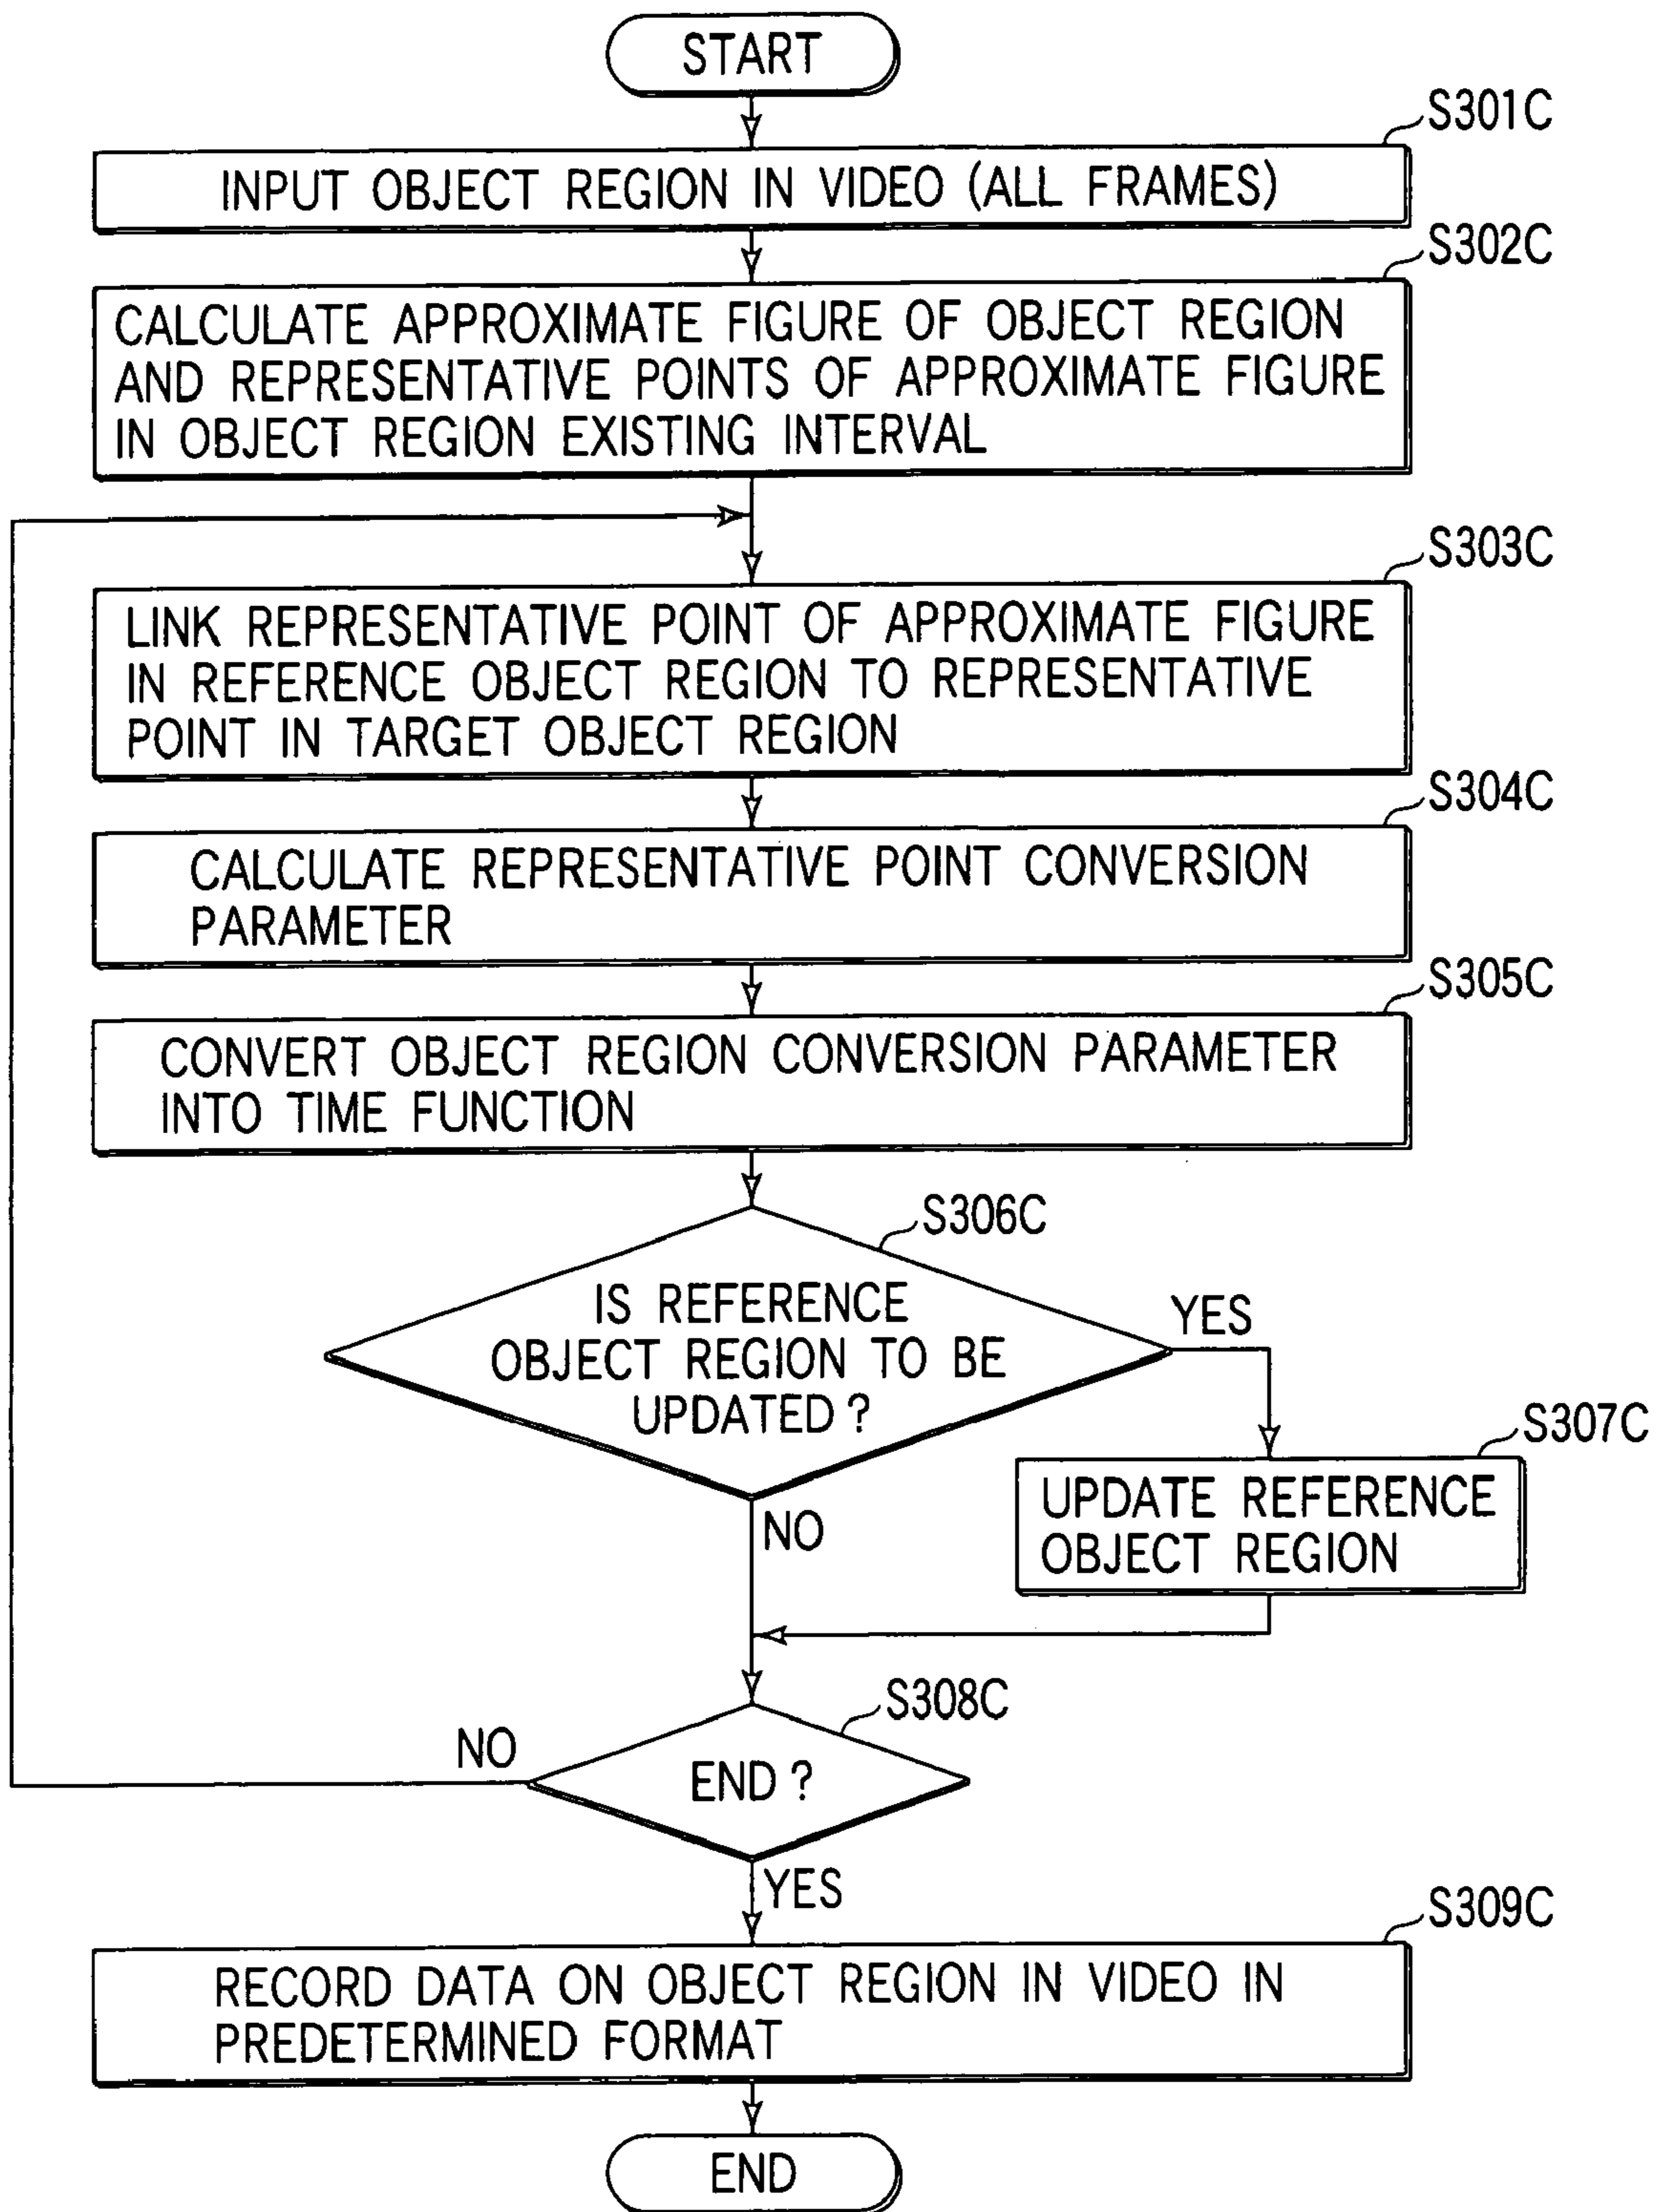 START
S301C
INPUT OBJECT REGION IN VIDEO (ALL FRAMES)
S302C
CALCULATE APPROXIMATE FIGURE OF OBJECT REGION
AND REPRESENTATIVE POINTS OF APPROXIMATE FIGURE
IN OBJECT REGION EXISTING INTERVAL
S303C
LINK REPRESENTATIVE POINT OF APPROXIMATE FIGURE
IN REFERENCE OBJECT REGION TO REPRESENTATIVE
POINT IN TARGET OBJECT REGION
S304C
CALCULATE REPRESENTATIVE POINT CONVERSION
PARAMETER
S305C
CONVERT OBJECT REGION CONVERSION PARAMETER
INTO TIME FUNCTION
S306C
IS REFERENCE
OBJECT REGION TO BE
UPDATED?
YES
S307C
UPDATE REFERENCE
OBJECT REGION
NO
S308C
NO
END?
YES
S309C
RECORD DATA ON OBJECT REGION IN VIDEO IN
PREDETERMINED FORMAT
END